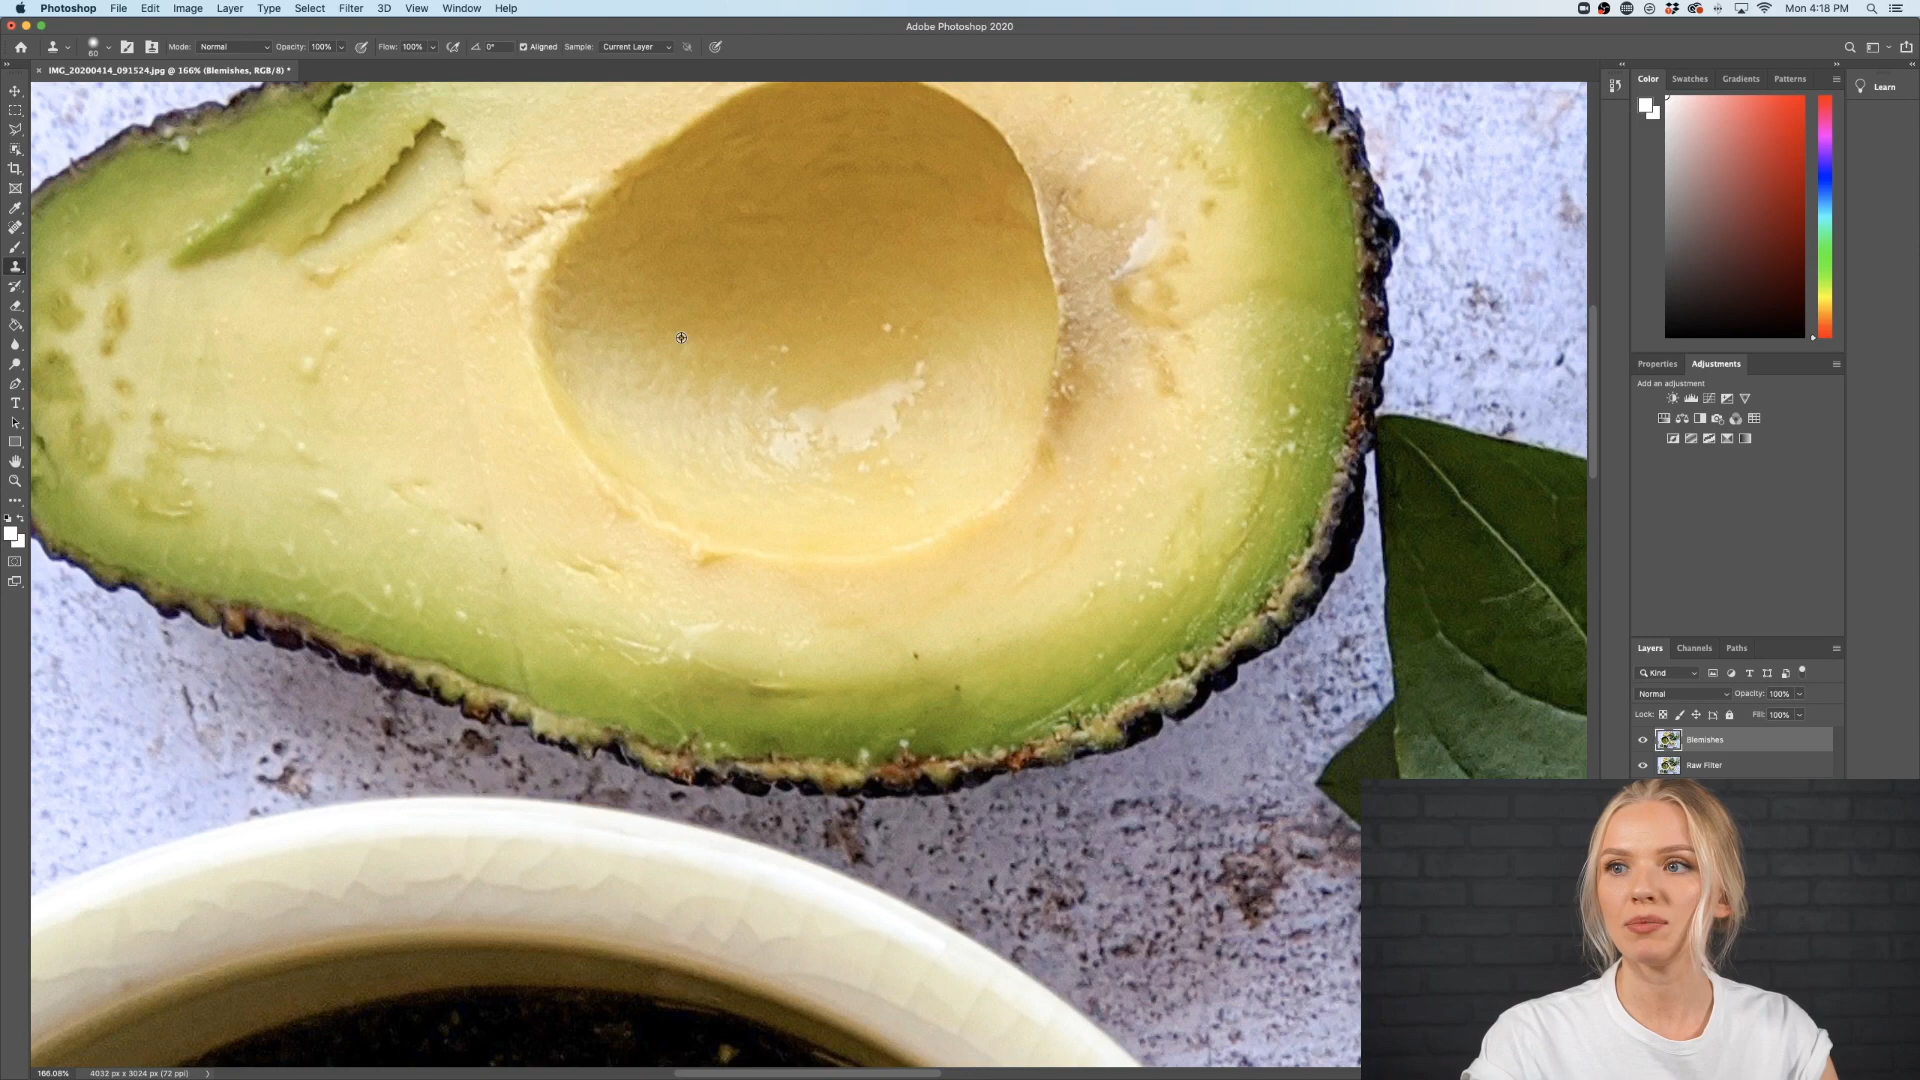 Photoshop File Edit Image Layer Type Select Filter 3D View Window Help Mon 4:18 PM
Adobe Photoshop 2020
60 Mode: Normal Opacity: 100% Flow: 100% 0° Aligned Sample: Current Layer
IMG_20200414_091524.jpg @ 166% (Blemishes, RGB/8) *
Color Swatches Gradients Patterns
Learn
Properties Adjustments
Add an adjustment
Layers Channels Paths
Kind
Normal Opacity: 100%
Lock: Fill: 100%
Blemishes
Raw Filter
166.08% 4032 px x 3024 px (72 ppi)